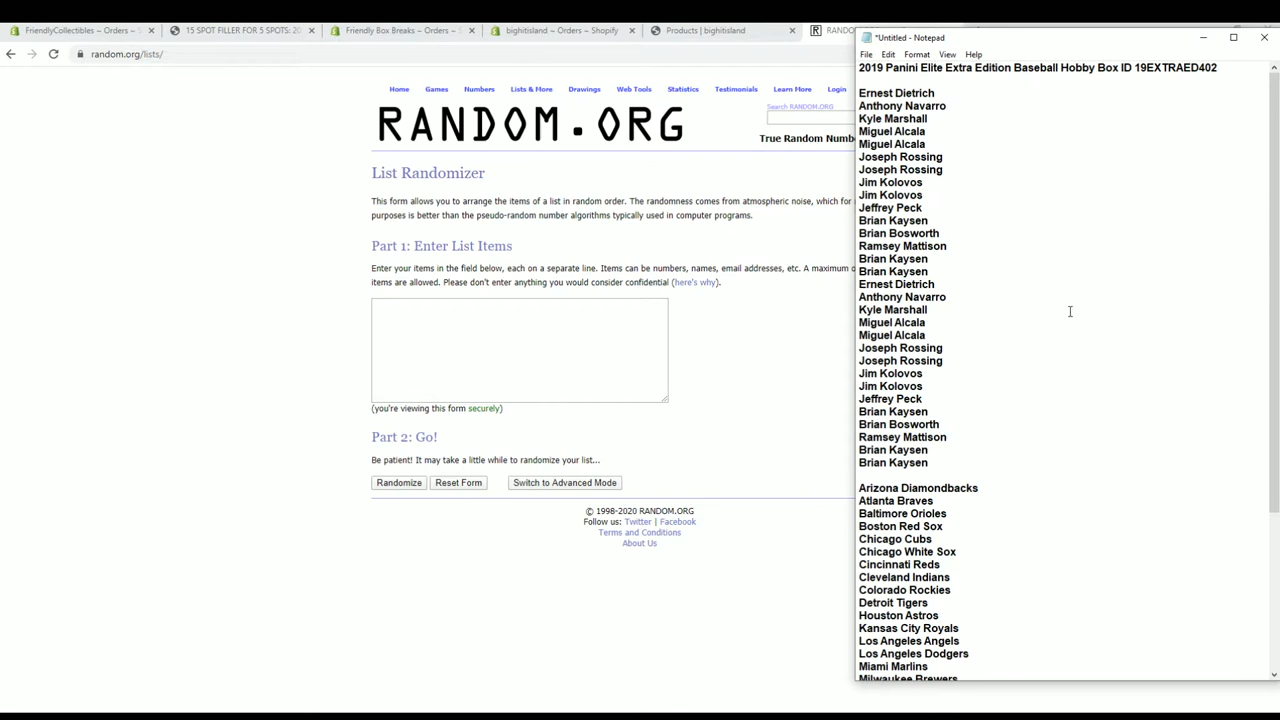 FriendlyCollectibles – Orders – S
15 SPOT FILLER FOR 5 SPOTS: 20
Friendly Box Breaks – Orders – S
bighitisland – Orders – Shopify
Products | bighitisland
random.org/lists/
Home Games Numbers Lists & More Drawings Web Tools Statistics Testimonials Learn More Login
Search RANDOM.ORG
RANDOM.ORG
True Random Numb
List Randomizer
This form allows you to arrange the items of a list in random order. The randomness comes from atmospheric noise, which for
purposes is better than the pseudo-random number algorithms typically used in computer programs.
Part 1: Enter List Items
Enter your items in the field below, each on a separate line. Items can be numbers, names, email addresses, etc. A maximum o
items are allowed. Please don't enter anything you would consider confidential (here's why).
(you're viewing this form securely)
Part 2: Go!
Be patient! It may take a little while to randomize your list...
Randomize Reset Form Switch to Advanced Mode
© 1998-2020 RANDOM.ORG
Follow us: Twitter | Facebook
Terms and Conditions
About Us
*Untitled - Notepad
File Edit Format View Help
2019 Panini Elite Extra Edition Baseball Hobby Box ID 19EXTRAED402
Ernest Dietrich
Anthony Navarro
Kyle Marshall
Miguel Alcala
Miguel Alcala
Joseph Rossing
Joseph Rossing
Jim Kolovos
Jim Kolovos
Jeffrey Peck
Brian Kaysen
Brian Bosworth
Ramsey Mattison
Brian Kaysen
Brian Kaysen
Ernest Dietrich
Anthony Navarro
Kyle Marshall
Miguel Alcala
Miguel Alcala
Joseph Rossing
Joseph Rossing
Jim Kolovos
Jim Kolovos
Jeffrey Peck
Brian Kaysen
Brian Bosworth
Ramsey Mattison
Brian Kaysen
Brian Kaysen
Arizona Diamondbacks
Atlanta Braves
Baltimore Orioles
Boston Red Sox
Chicago Cubs
Chicago White Sox
Cincinnati Reds
Cleveland Indians
Colorado Rockies
Detroit Tigers
Houston Astros
Kansas City Royals
Los Angeles Angels
Los Angeles Dodgers
Miami Marlins
Milwaukee Brewers